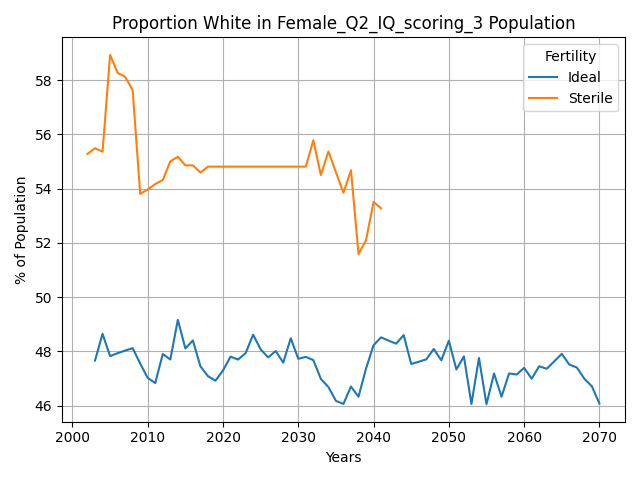 Proportion White in Female_Q2_IQ_scoring_3 Population
Fertility
Ideal
Sterile
% of Population
58
56
54
52
50
48
46
2000
2010
2020
2030
2040
2050
2060
2070
Years